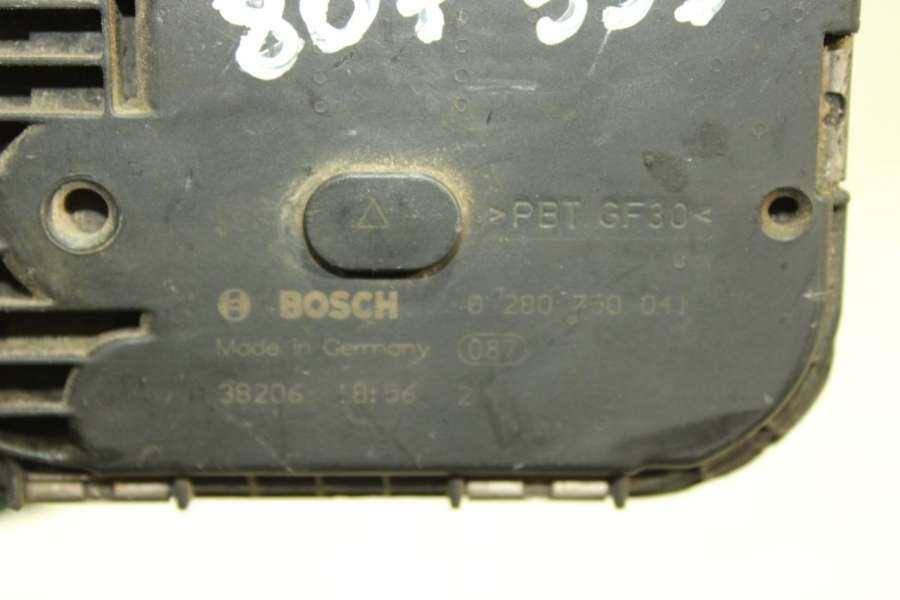 >PBT GF30<
BOSCH 0 280 750 041
Made in Germany 087
38206 18:56 2